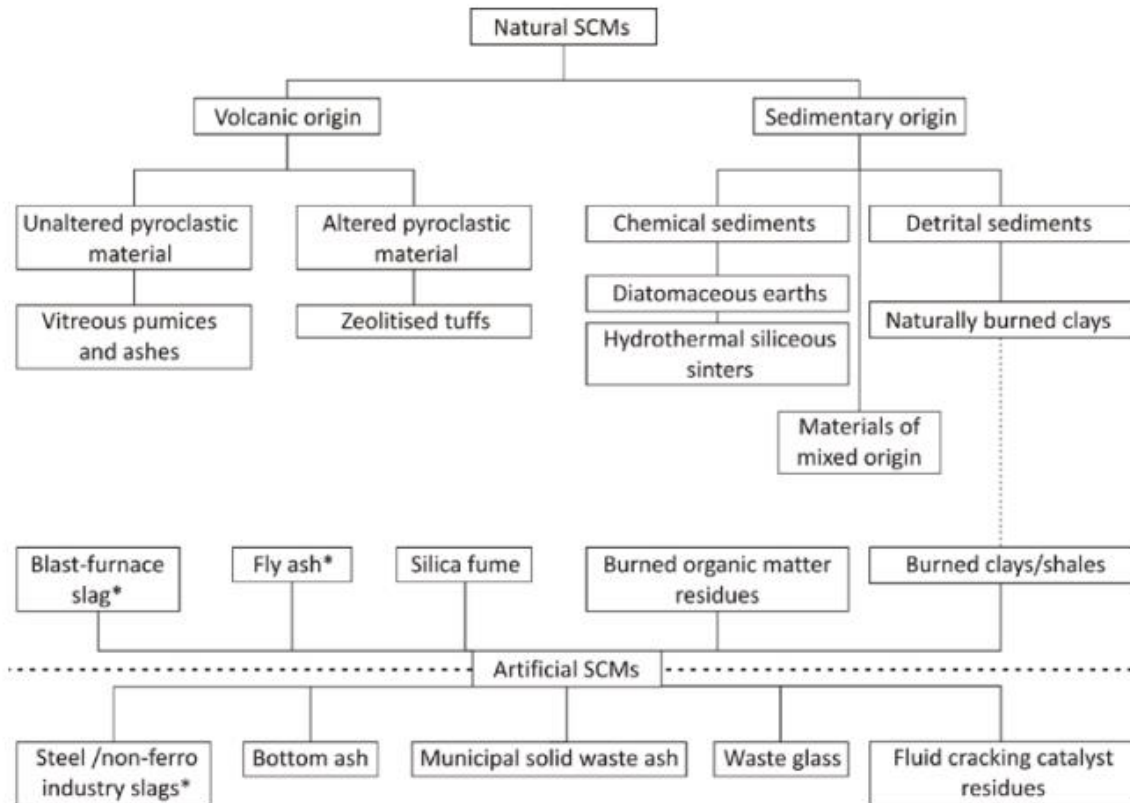 Natural SCMs
Volcanic origin
Sedimentary origin
Unaltered pyroclastic
material
Altered pyroclastic
material
Chemical sediments
Detrital sediments
Vitreous pumices
and ashes
Zeolitised tuffs
Diatomaceous earths
Hydrothermal siliceous
sinters
Naturally burned clays
Materials of
mixed origin
Blast-furnace
slag*
Fly ash*
Silica fume
Burned organic matter
residues
Burned clays/shales
Artificial SCMs
Steel /non-ferro
industry slags*
Bottom ash
Municipal solid waste ash
Waste glass
Fluid cracking catalyst
residues